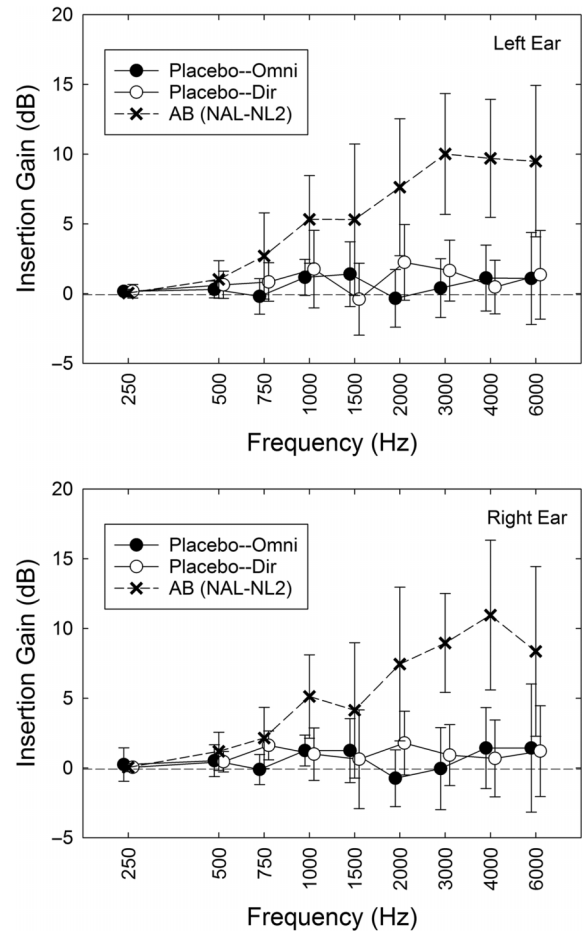 20
15
10
5
0
−5
Insertion Gain (dB)
Left Ear
Placebo--Omni
Placebo--Dir
AB (NAL-NL2)
250
500
750
1000
1500
2000
3000
4000
6000
Frequency (Hz)
20
15
10
5
0
−5
Insertion Gain (dB)
Right Ear
Placebo--Omni
Placebo--Dir
AB (NAL-NL2)
250
500
750
1000
1500
2000
3000
4000
6000
Frequency (Hz)